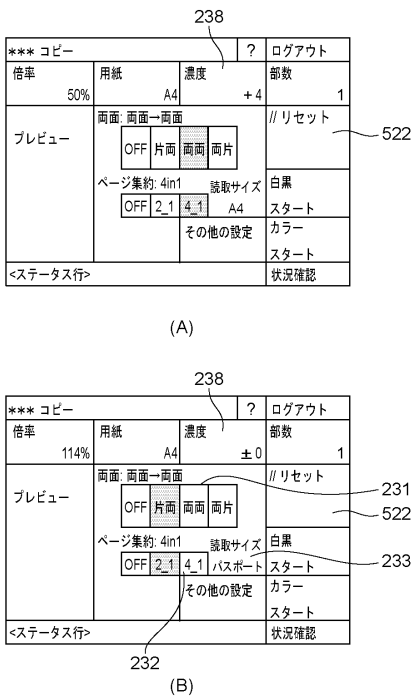 238
*** コピー ? ログアウト
倍率 用紙 濃度 部数
50% A4 +4 1
両面: 両面→両面 // リセット
プレビュー 522
OFF 片両 両両 両片
ページ集約: 4in1 読取サイズ 白黒
OFF 2_1 4_1 A4 スタート
その他の設定 カラー
スタート
<ステータス行> 状況確認
(A)
238
*** コピー ? ログアウト
倍率 用紙 濃度 部数
114% A4 ±0 1
両面: 両面→両面 // リセット
231
プレビュー
OFF 片両 両両 両片 522
ページ集約: 4in1 読取サイズ 白黒
233
OFF 2_1 4_1 パスポート スタート
その他の設定 カラー
スタート
<ステータス行> 状況確認
232
(B)